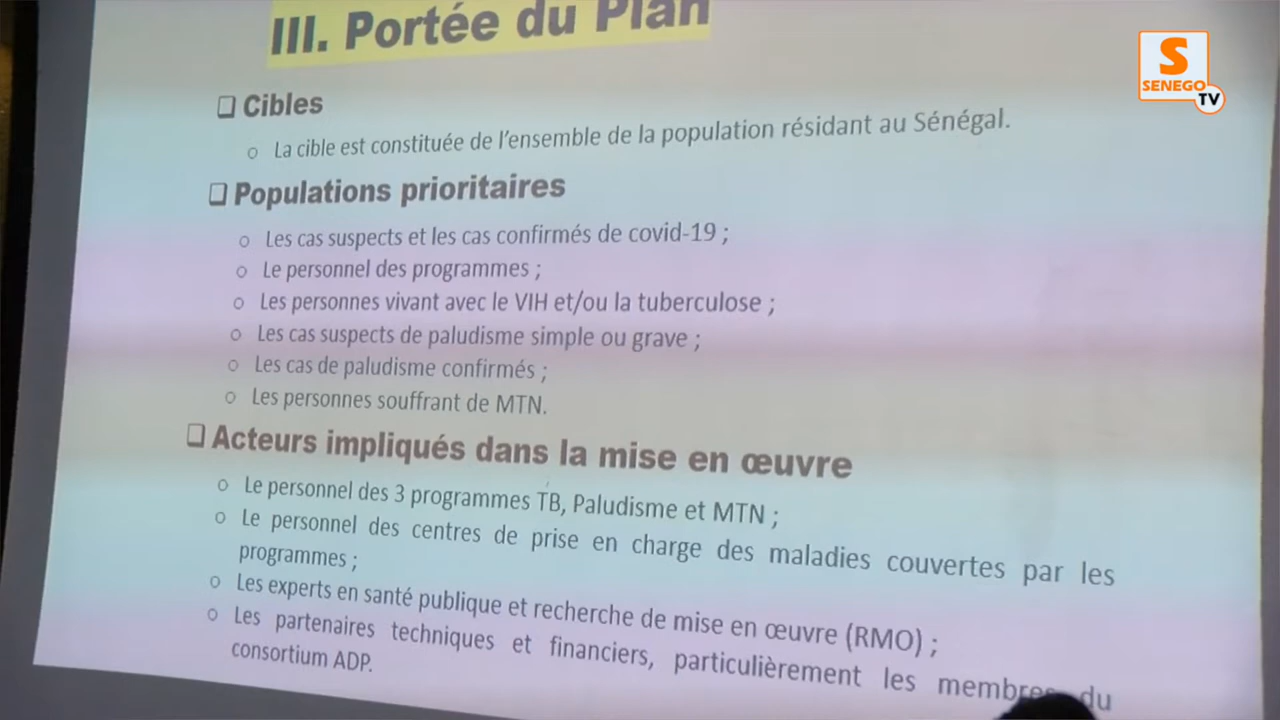 III. Portée du Plan
S
SENEGO
TV
❑ Cibles
○ La cible est constituée de l'ensemble de la population résidant au Sénégal.
❑ Populations prioritaires
○ Les cas suspects et les cas confirmés de covid-19 ;
○ Le personnel des programmes ;
○ Les personnes vivant avec le VIH et/ou la tuberculose ;
○ Les cas suspects de paludisme simple ou grave ;
○ Les cas de paludisme confirmés ;
○ Les personnes souffrant de MTN.
❑ Acteurs impliqués dans la mise en œuvre
○ Le personnel des 3 programmes TB, Paludisme et MTN ;
○ Le personnel des centres de prise en charge des maladies couvertes par les
programmes ;
○ Les experts en santé publique et recherche de mise en œuvre (RMO) ;
○ Les partenaires techniques et financiers, particulièrement les membres du
consortium ADP.